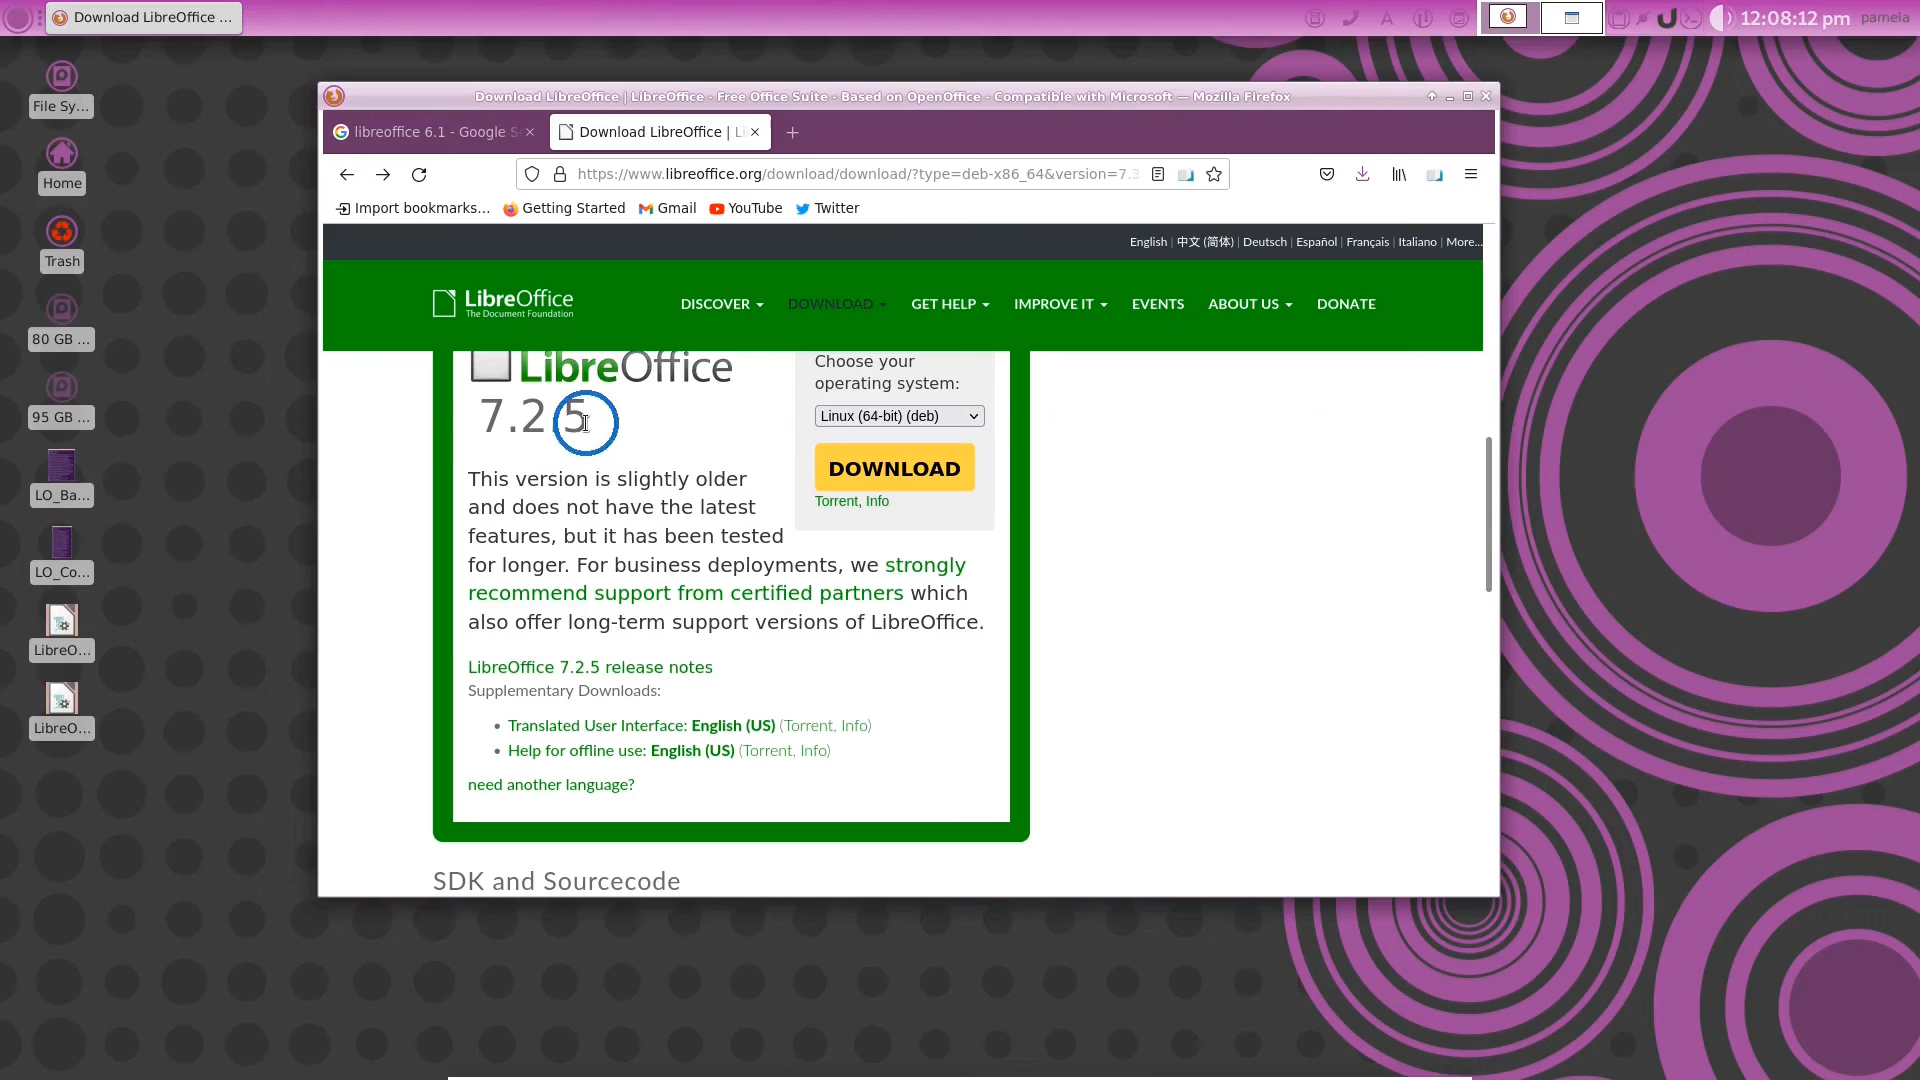 Download LibreOffice ...
12:08:12 pm pamela
File Sy...
Home
Trash
80 GB ...
95 GB ...
LO_Ba...
LO_Co...
LibreO...
LibreO...
Download LibreOffice | LibreOffice - Free Office Suite - Based on OpenOffice - Compatible with Microsoft — Mozilla Firefox
libreoffice 6.1 - Google S
Download LibreOffice | Li
https://www.libreoffice.org/download/download/?type=deb-x86_64&version=7.3
Import bookmarks... Getting Started Gmail YouTube Twitter
English | 中文 (简体) | Deutsch | Español | Français | Italiano | More...
LibreOffice
The Document Foundation
DISCOVER DOWNLOAD GET HELP IMPROVE IT EVENTS ABOUT US DONATE
LibreOffice
7.2.5
Choose your
operating system:
Linux (64-bit) (deb)
DOWNLOAD
Torrent, Info
This version is slightly older
and does not have the latest
features, but it has been tested
for longer. For business deployments, we strongly
recommend support from certified partners which
also offer long-term support versions of LibreOffice.
LibreOffice 7.2.5 release notes
Supplementary Downloads:
• Translated User Interface: English (US) (Torrent, Info)
• Help for offline use: English (US) (Torrent, Info)
need another language?
SDK and Sourcecode